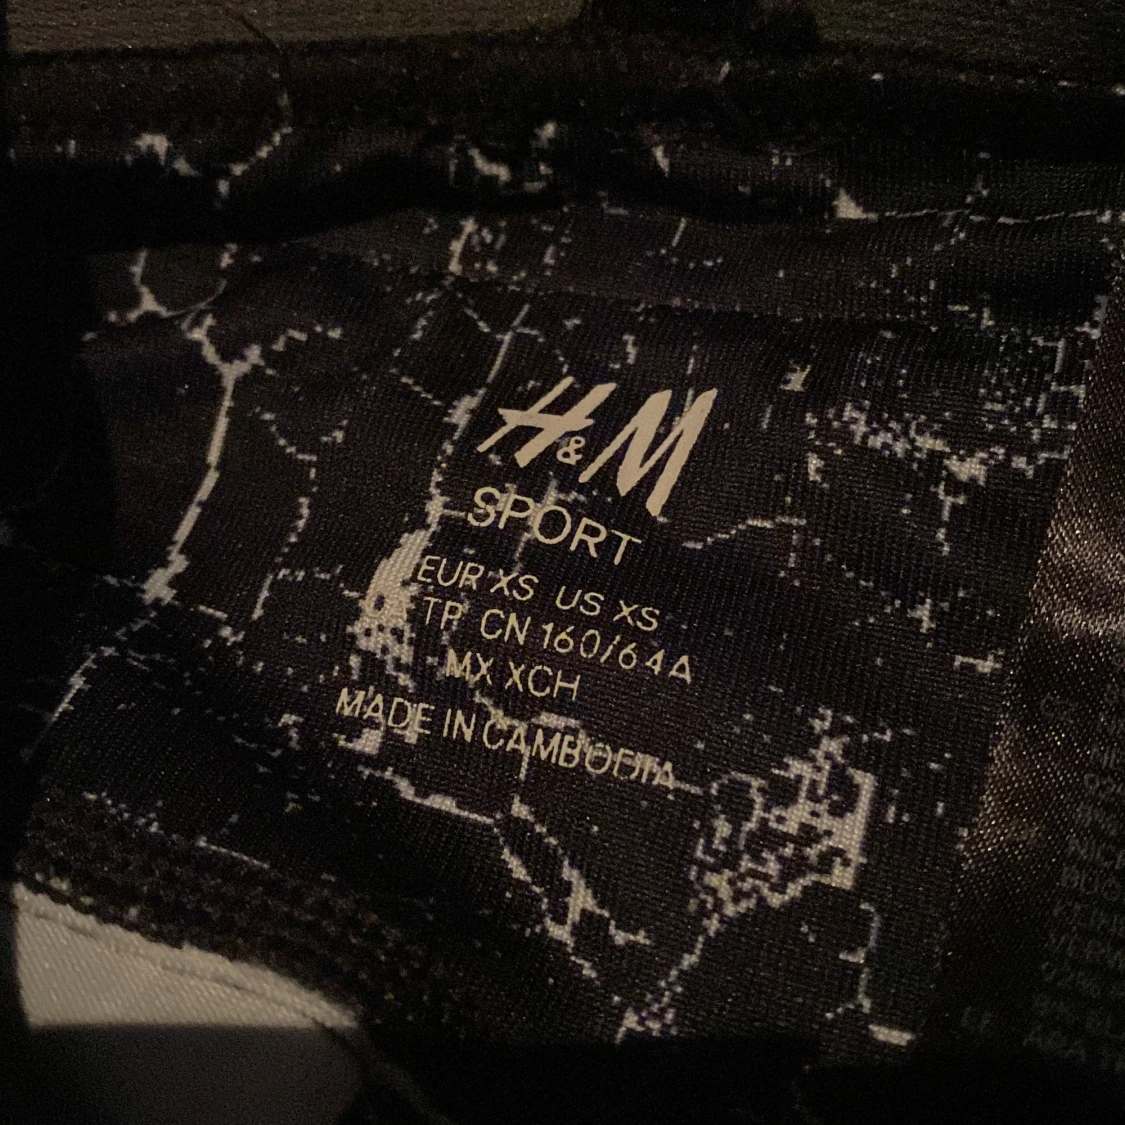 H&M
SPORT
EUR XS US XS
TP CN 160/64A
MX XCH
MADE IN CAMBODIA